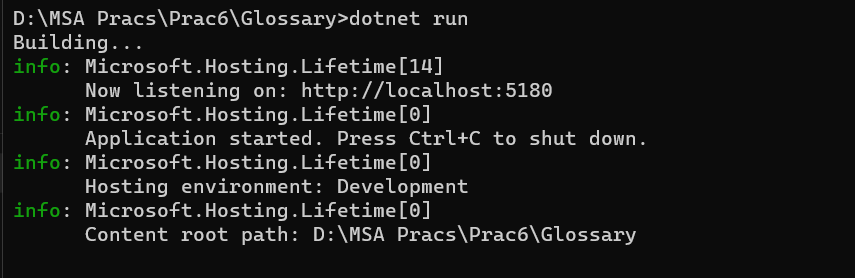 D:\MSA Pracs\Prac6\Glossary>dotnet run
Building...
info: Microsoft.Hosting.Lifetime[14]
      Now listening on: http://localhost:5180
info: Microsoft.Hosting.Lifetime[0]
      Application started. Press Ctrl+C to shut down.
info: Microsoft.Hosting.Lifetime[0]
      Hosting environment: Development
info: Microsoft.Hosting.Lifetime[0]
      Content root path: D:\MSA Pracs\Prac6\Glossary